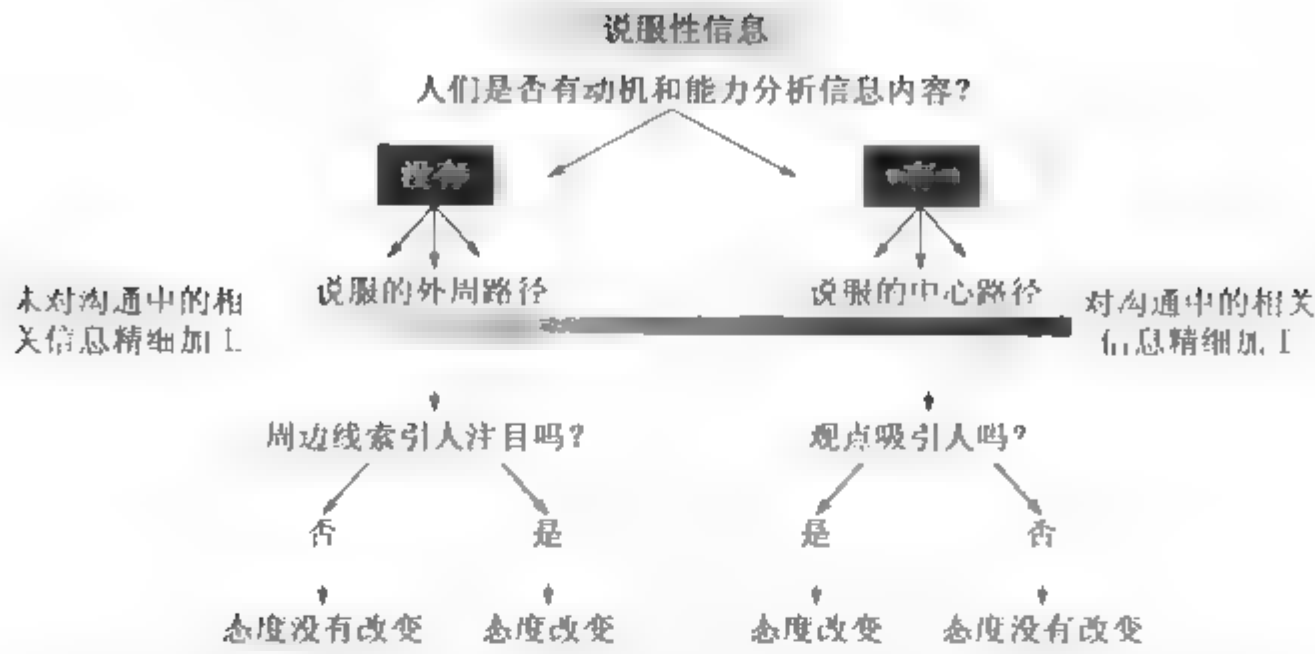 说服性信息
人们是否有动机和能力分析信息内容?
没有
有
说服的外周路径
说服的中心路径
未对沟通中的相
关信息精细加工
对沟通中的相关
信息精细加工
周边线索引人注目吗?
观点吸引人吗?
否
是
是
否
态度没有改变
态度改变
态度改变
态度没有改变